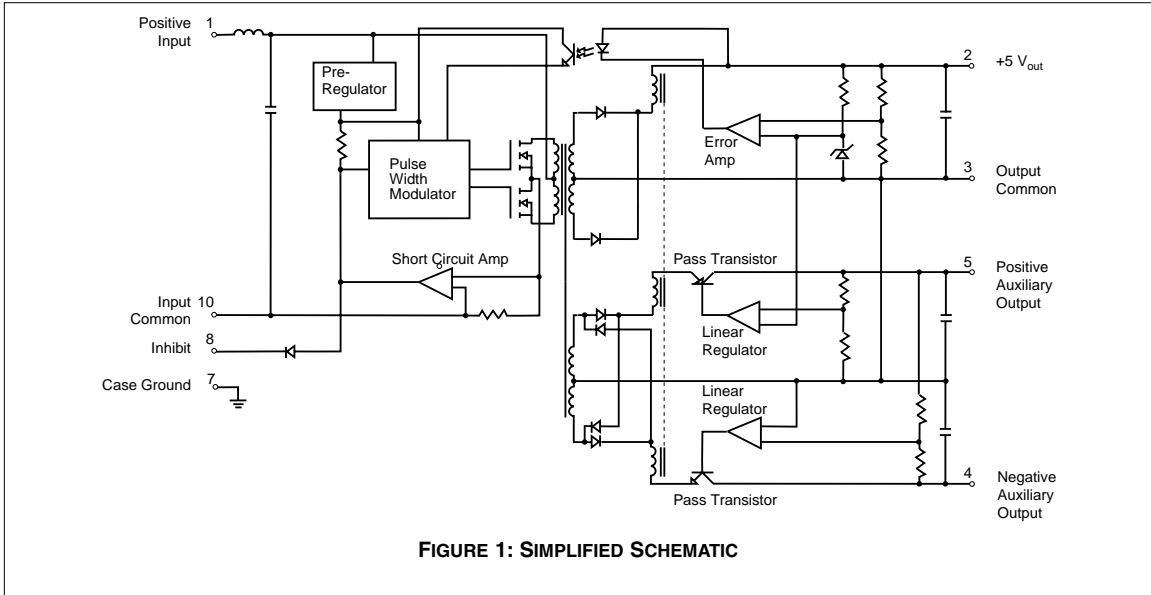 Positive 1
Input
Pre-
Regulator
2 +5 Vout
Error
Amp
Pulse
Width
Modulator
3 Output
Common
Short Circuit Amp
Pass Transistor
5 Positive
Auxiliary
Output
Input 10
Common
Linear
Regulator
8
Inhibit
7
Case Ground
Linear
Regulator
4 Negative
Auxiliary
Output
Pass Transistor
FIGURE 1: SIMPLIFIED SCHEMATIC